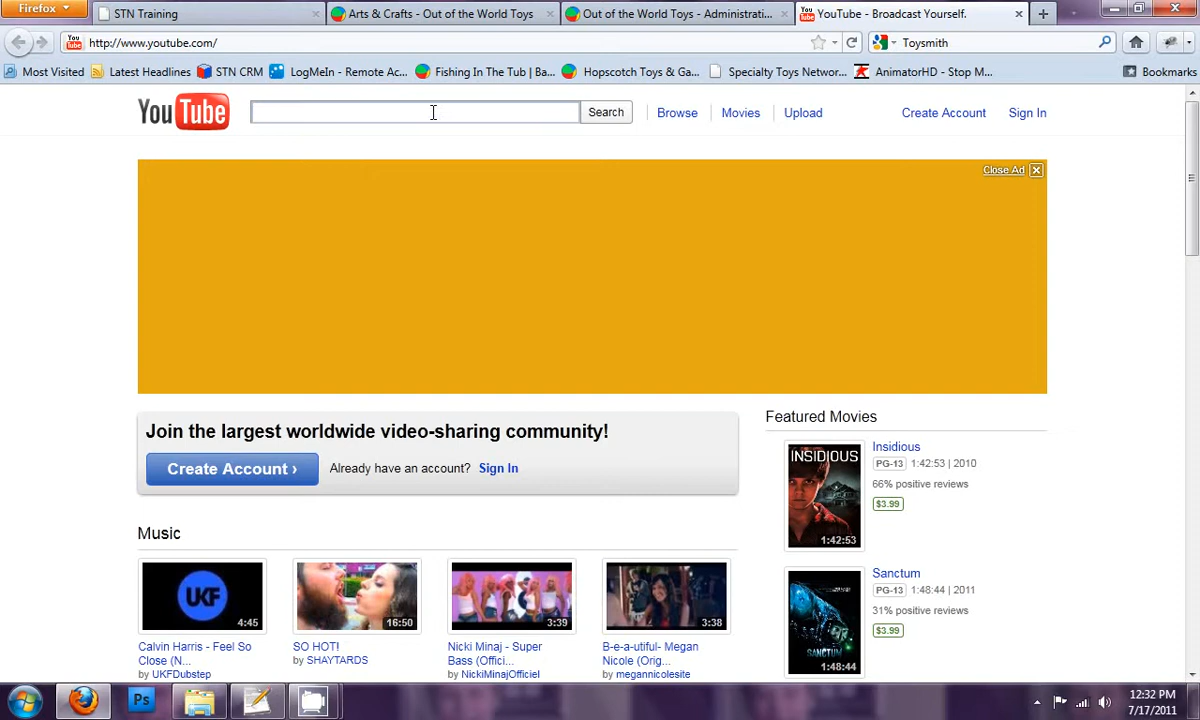 Firefox
STN Training
Arts & Crafts - Out of the World Toys
Out of the World Toys - Administrati...
YouTube - Broadcast Yourself.
http://www.youtube.com/
Toysmith
Most Visited
Latest Headlines
STN CRM
LogMeIn - Remote Ac...
Fishing In The Tub | Ba...
Hopscotch Toys & Ga...
Specialty Toys Networ...
AnimatorHD - Stop M...
Bookmarks
YouTube
Search
Browse
Movies
Upload
Create Account
Sign In
Close Ad
Join the largest worldwide video-sharing community!
Create Account ›
Already have an account? Sign In
Featured Movies
INSIDIOUS
1:42:53
Insidious
PG-13 1:42:53 | 2010
66% positive reviews
$3.99
SANCTUM
1:48:44
Sanctum
PG-13 1:48:44 | 2011
31% positive reviews
$3.99
Music
UKF
4:45
16:50
3:39
3:38
Calvin Harris - Feel So
Close (N...
by UKFDubstep
SO HOT!
by SHAYTARDS
Nicki Minaj - Super
Bass (Offici...
by NickiMinajOfficiel
B-e-a-utiful- Megan
Nicole (Orig...
by megannicolesite
Ps
12:32 PM
7/17/2011